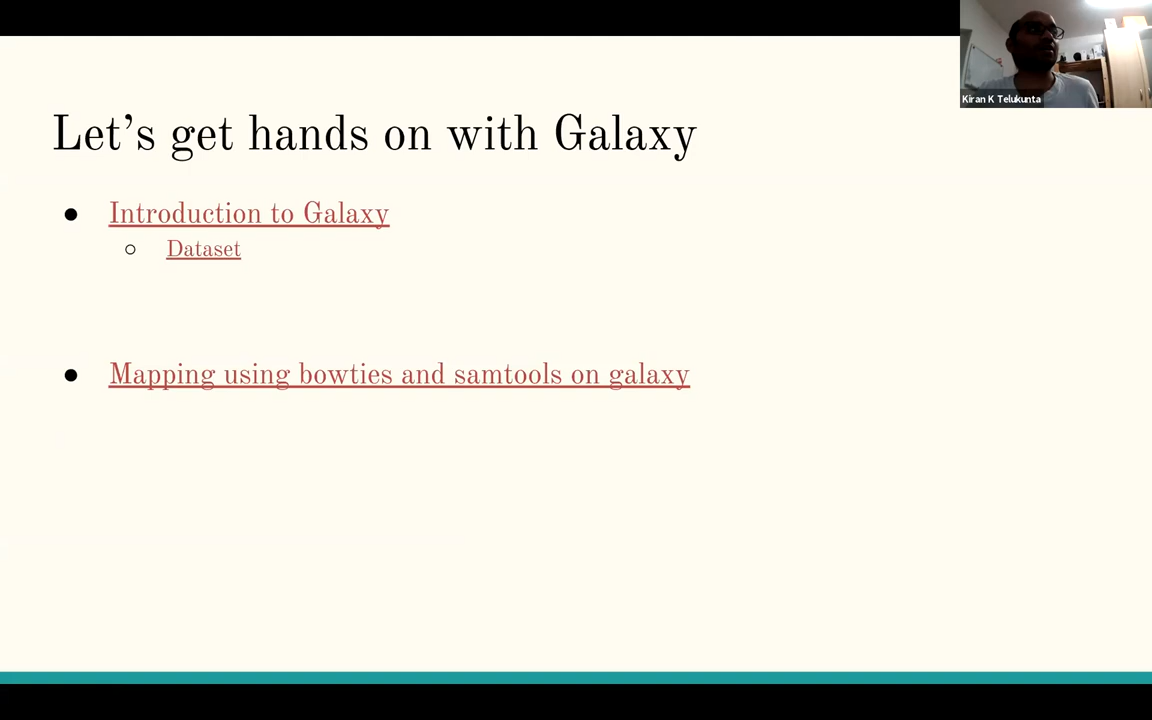 Kiran K Telukunta
Let's get hands on with Galaxy
● Introduction to Galaxy
○ Dataset
● Mapping using bowties and samtools on galaxy